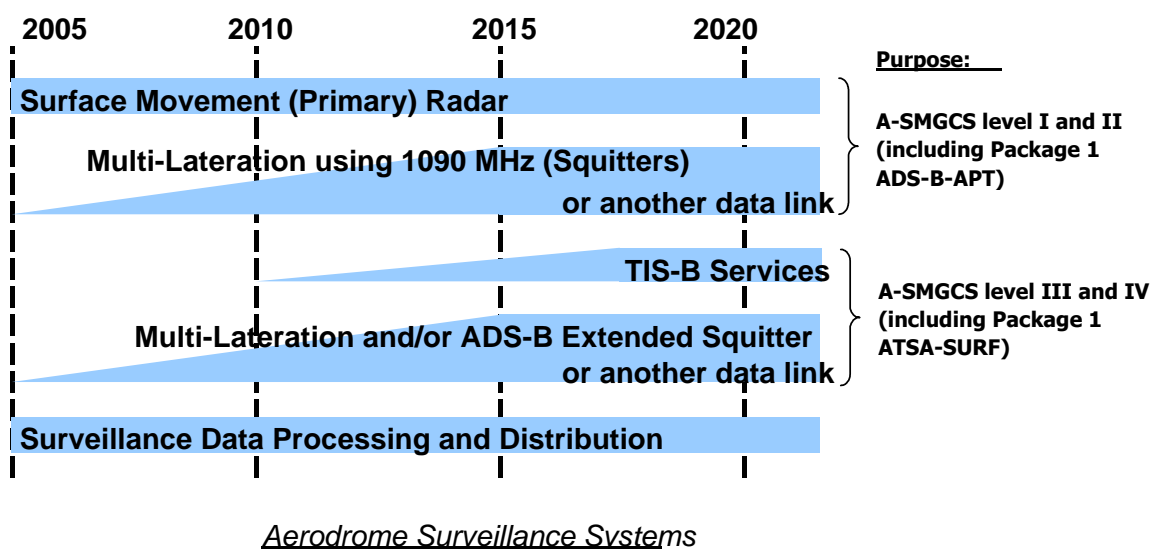 2005 2010 2015 2020
Purpose:
Surface Movement (Primary) Radar
A-SMGCS level I and II
(including Package 1
ADS-B-APT)
Multi-Lateration using 1090 MHz (Squitters)
or another data link
TIS-B Services
A-SMGCS level III and IV
(including Package 1
ATSA-SURF)
Multi-Lateration and/or ADS-B Extended Squitter
or another data link
Surveillance Data Processing and Distribution
Aerodrome Surveillance Systems